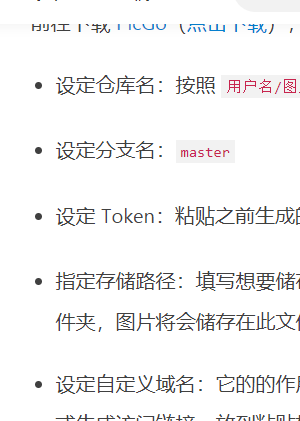 前往下载 PicGo（点击下载），
设定仓库名：按照 用户名/图
设定分支名：master
设定 Token：粘贴之前生成的
指定存储路径：填写想要储存
件夹，图片将会储存在此文
设定自定义域名：它的的作用